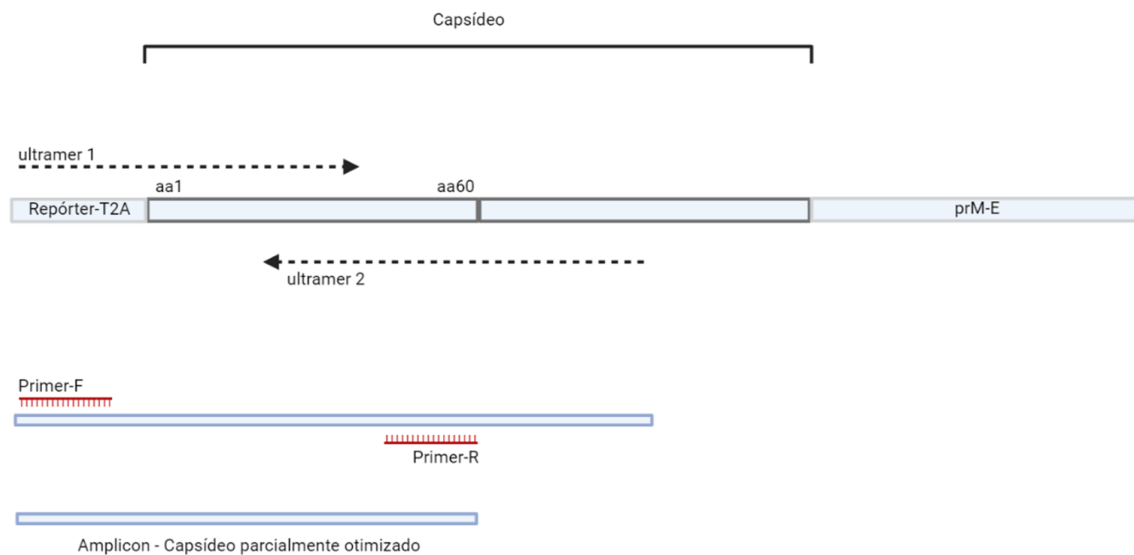 Capsídeo
ultramer 1
aa1
aa60
Repórter-T2A
prM-E
ultramer 2
Primer-F
Primer-R
Amplicon - Capsídeo parcialmente otimizado